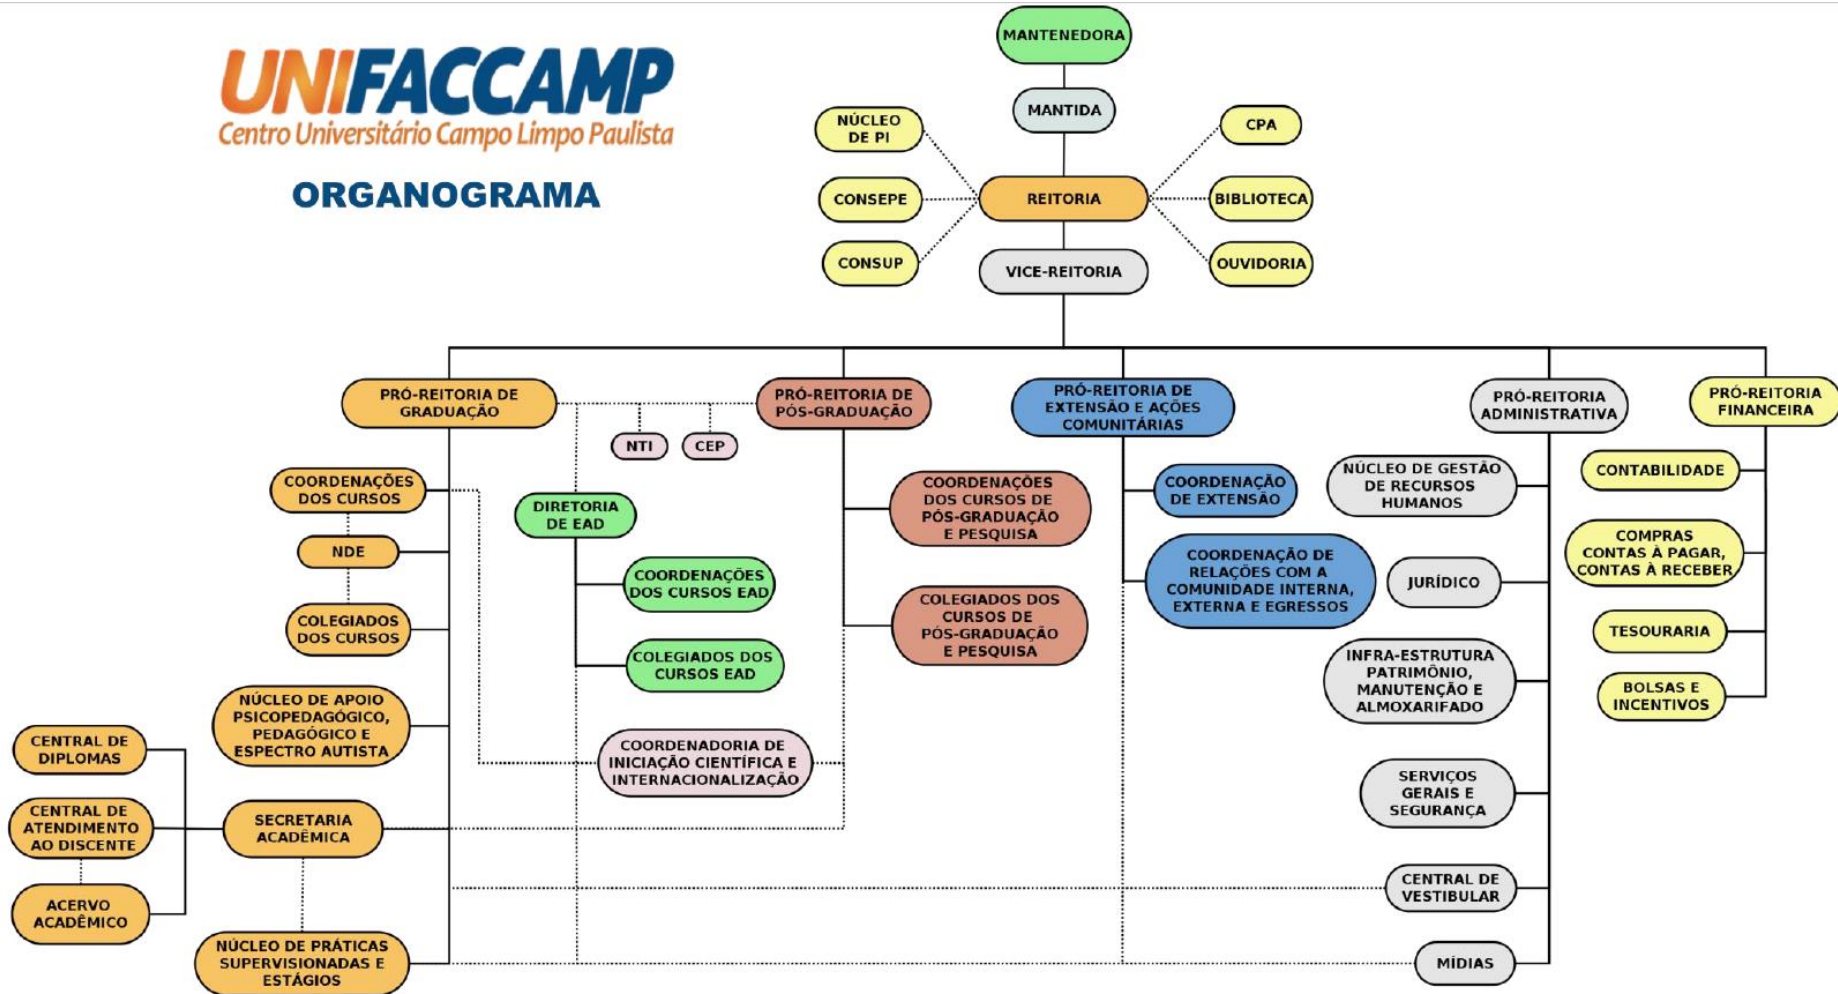 UNIFACCAMP
Centro Universitário Campo Limpo Paulista
ORGANOGRAMA
MANTENEDORA
MANTIDA
NÚCLEO
DE PI
CPA
CONSEPE
REITORIA
BIBLIOTECA
CONSUP
VICE-REITORIA
OUVIDORIA
PRÓ-REITORIA DE
GRADUAÇÃO
PRÓ-REITORIA DE
PÓS-GRADUAÇÃO
PRÓ-REITORIA DE
EXTENSÃO E AÇÕES
COMUNITÁRIAS
PRÓ-REITORIA
ADMINISTRATIVA
PRÓ-REITORIA
FINANCEIRA
NTI
CEP
COORDENAÇÕES
DOS CURSOS
NDE
COLEGIADOS
DOS CURSOS
NÚCLEO DE APOIO
PSICOPEDAGÓGICO,
PEDAGÓGICO E
ESPECTRO AUTISTA
CENTRAL DE
DIPLOMAS
CENTRAL DE
ATENDIMENTO
AO DISCENTE
ACERVO
ACADÊMICO
SECRETARIA
ACADÊMICA
NÚCLEO DE PRÁTICAS
SUPERVISIONADAS E
ESTÁGIOS
DIRETORIA
DE EAD
COORDENAÇÕES
DOS CURSOS EAD
COLEGIADOS DOS
CURSOS EAD
COORDENADORIA DE
INICIAÇÃO CIENTÍFICA E
INTERNACIONALIZAÇÃO
COORDENAÇÕES
DOS CURSOS DE
PÓS-GRADUAÇÃO
E PESQUISA
COLEGIADOS DOS
CURSOS DE
PÓS-GRADUAÇÃO
E PESQUISA
COORDENAÇÃO
DE EXTENSÃO
COORDENAÇÃO DE
RELAÇÕES COM A
COMUNIDADE INTERNA,
EXTERNA E EGRESSOS
NÚCLEO DE GESTÃO
DE RECURSOS
HUMANOS
JURÍDICO
INFRA-ESTRUTURA
PATRIMÔNIO,
MANUTENÇÃO E
ALMOXARIFADO
SERVIÇOS
GERAIS E
SEGURANÇA
CENTRAL DE
VESTIBULAR
MÍDIAS
CONTABILIDADE
COMPRAS
CONTAS À PAGAR,
CONTAS À RECEBER
TESOURARIA
BOLSAS E
INCENTIVOS